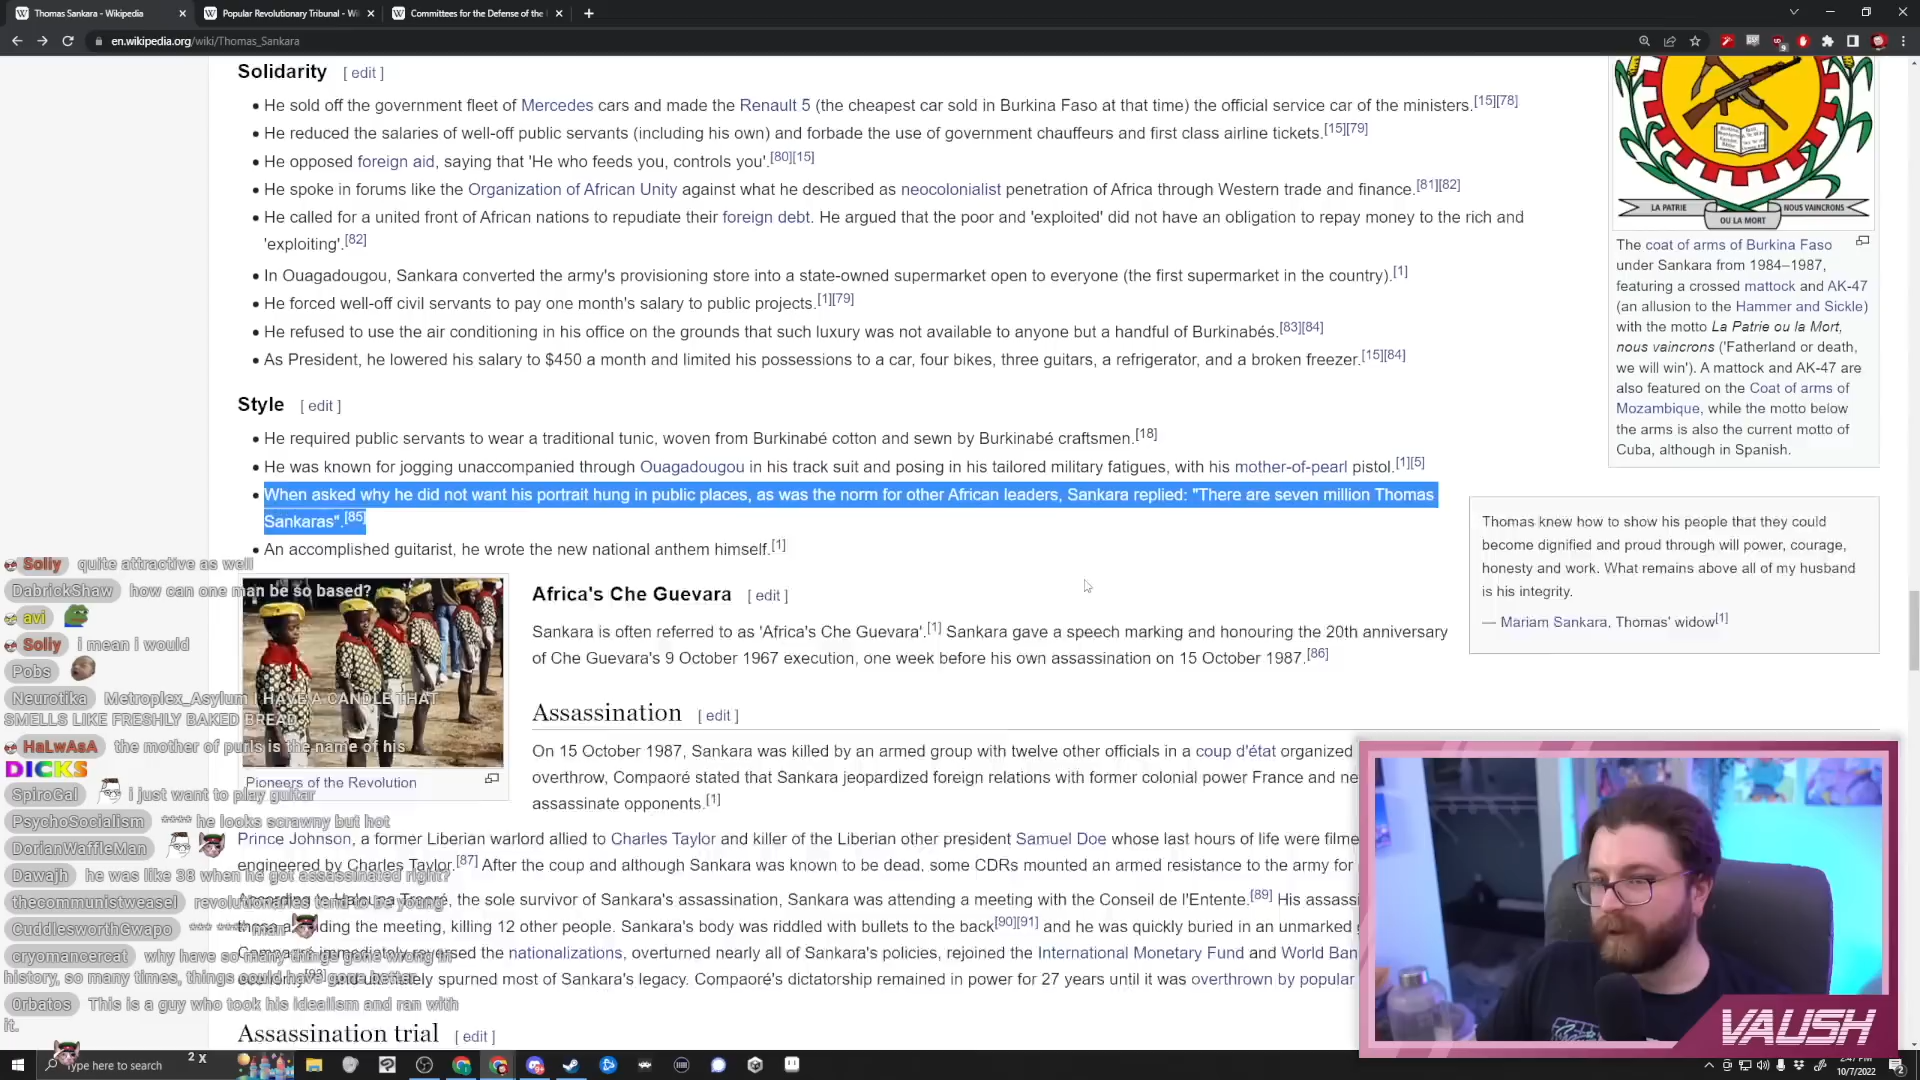 Thomas Sankara - Wikipedia
Popular Revolutionary Tribunal - Wi
Committees for the Defense of the
en.wikipedia.org/wiki/Thomas_Sankara
Solidarity [ edit ]
• He sold off the government fleet of Mercedes cars and made the Renault 5 (the cheapest car sold in Burkina Faso at that time) the official service car of the ministers.[15][78]
• He reduced the salaries of well-off public servants (including his own) and forbade the use of government chauffeurs and first class airline tickets.[15][79]
• He opposed foreign aid, saying that 'He who feeds you, controls you'.[80][15]
• He spoke in forums like the Organization of African Unity against what he described as neocolonialist penetration of Africa through Western trade and finance.[81][82]
• He called for a united front of African nations to repudiate their foreign debt. He argued that the poor and 'exploited' did not have an obligation to repay money to the rich and
'exploiting'.[82]
• In Ouagadougou, Sankara converted the army's provisioning store into a state-owned supermarket open to everyone (the first supermarket in the country).[1]
• He forced well-off civil servants to pay one month's salary to public projects.[1][79]
• He refused to use the air conditioning in his office on the grounds that such luxury was not available to anyone but a handful of Burkinabés.[83][84]
• As President, he lowered his salary to $450 a month and limited his possessions to a car, four bikes, three guitars, a refrigerator, and a broken freezer.[15][84]
LA PATRIE
NOUS VAINCRONS
OU LA MORT
The coat of arms of Burkina Faso
under Sankara from 1984–1987,
featuring a crossed mattock and AK-47
(an allusion to the Hammer and Sickle)
with the motto La Patrie ou la Mort,
nous vaincrons ('Fatherland or death,
we will win'). A mattock and AK-47 are
also featured on the Coat of arms of
Mozambique, while the motto below
the arms is also the current motto of
Cuba, although in Spanish.
Style [ edit ]
• He required public servants to wear a traditional tunic, woven from Burkinabé cotton and sewn by Burkinabé craftsmen.[18]
• He was known for jogging unaccompanied through Ouagadougou in his track suit and posing in his tailored military fatigues, with his mother-of-pearl pistol.[1][5]
• When asked why he did not want his portrait hung in public places, as was the norm for other African leaders, Sankara replied: "There are seven million Thomas
Sankaras".[85]
• An accomplished guitarist, he wrote the new national anthem himself.[1]
Thomas knew how to show his people that they could
become dignified and proud through will power, courage,
honesty and work. What remains above all of my husband
is his integrity.
— Mariam Sankara, Thomas' widow[1]
Solly quite attractive as well
DabrickShaw how can one man be so based?
avi
Solly i mean i would
Pobs
Neurotika Metroplex_Asylum I HAVE A CANDLE THAT
SMELLS LIKE FRESHLY BAKED BREAD
HaLwAsA the mother of purls is the name of his
DICKS
SpiroGal i just want to play guitar
PsychoSocialism **** he looks scrawny but hot
DorianWaffleMan
Dawajh he was like 38 when he got assassinated right?
thecommunistweasel revolutionaries tend to be young
CuddlesworthGwapo *** **** man
cryomancercat why have so many things gone wrong in
history, so many times, things could have gone better
0rbatos This is a guy who took his idealism and ran with
it.
Pioneers of the Revolution
Africa's Che Guevara [ edit ]
Sankara is often referred to as 'Africa's Che Guevara'.[1] Sankara gave a speech marking and honouring the 20th anniversary
of Che Guevara's 9 October 1967 execution, one week before his own assassination on 15 October 1987.[86]
Assassination [ edit ]
On 15 October 1987, Sankara was killed by an armed group with twelve other officials in a coup d'état organized
overthrow, Compaoré stated that Sankara jeopardized foreign relations with former colonial power France and ne
assassinate opponents.[1]
Prince Johnson, a former Liberian warlord allied to Charles Taylor and killer of the Liberian other president Samuel Doe whose last hours of life were filme
engineered by Charles Taylor.[87] After the coup and although Sankara was known to be dead, some CDRs mounted an armed resistance to the army for
the sole survivor of Sankara's assassination, Sankara was attending a meeting with the Conseil de l'Entente.[89] His assassi
ding the meeting, killing 12 other people. Sankara's body was riddled with bullets to the back[90][91] and he was quickly buried in an unmarked g
Compaoré immediately reversed the nationalizations, overturned nearly all of Sankara's policies, rejoined the International Monetary Fund and World Ban
[93] and ultimately spurned most of Sankara's legacy. Compaoré's dictatorship remained in power for 27 years until it was overthrown by popular
Assassination trial [ edit ]
VAUSH
Type here to search
2 x
2:47 PM
10/7/2022